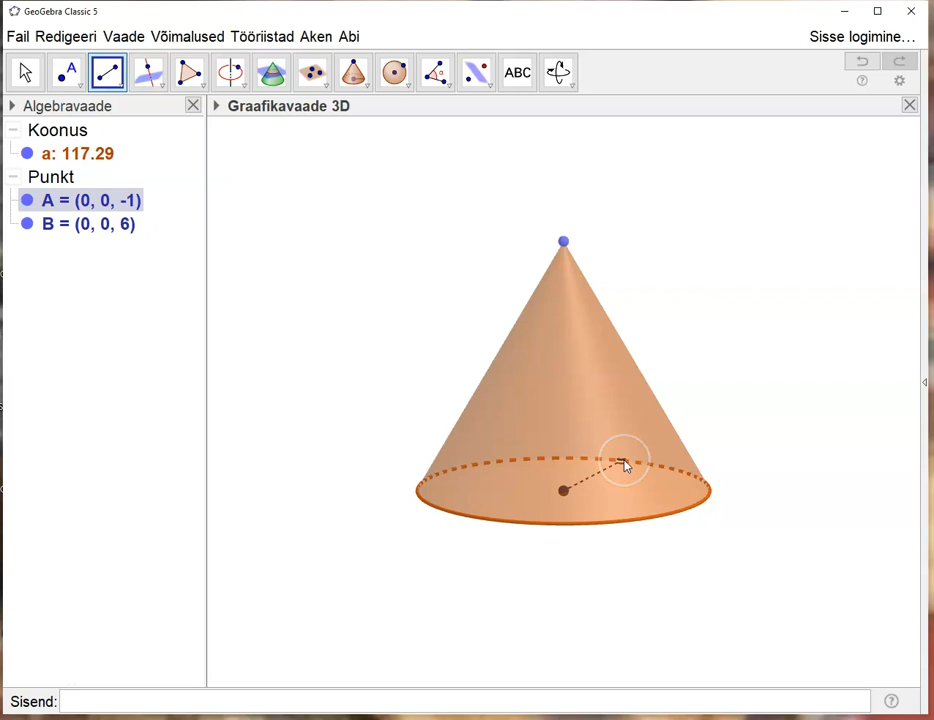 GeoGebra Classic 5
Fail Redigeeri Vaade Võimalused Tööriistad Aken Abi
Sisse logimine...
A
ABC
Algebravaade
Graafikavaade 3D
Koonus
a: 117.29
Punkt
A = (0, 0, -1)
B = (0, 0, 6)
Sisend: